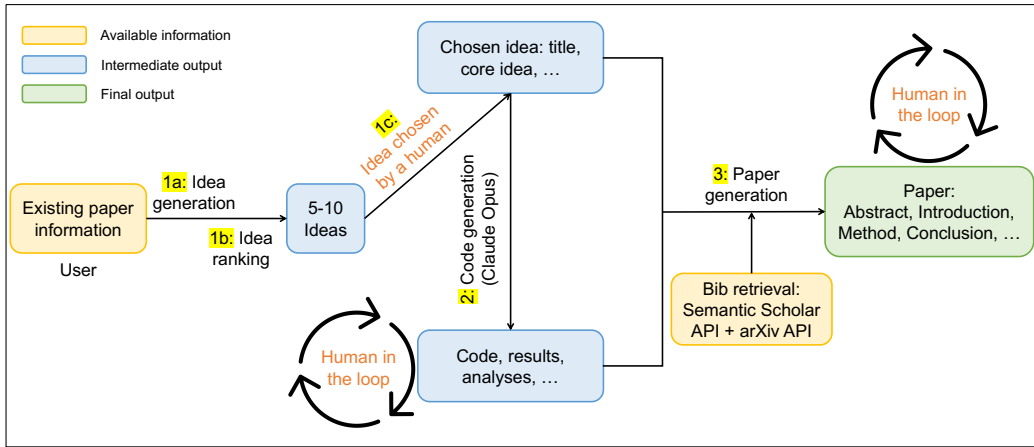 Available information
Intermediate output
Final output
Existing paper
information
User
1a: Idea
generation
1b: Idea
ranking
5-10
Ideas
1c:
Idea chosen
by a human
Chosen idea: title,
core idea, …
2: Code generation
(Claude Opus)
Human in
the loop
Code, results,
analyses, …
3: Paper
generation
Bib retrieval:
Semantic Scholar
API + arXiv API
Human in
the loop
Paper:
Abstract, Introduction,
Method, Conclusion, …